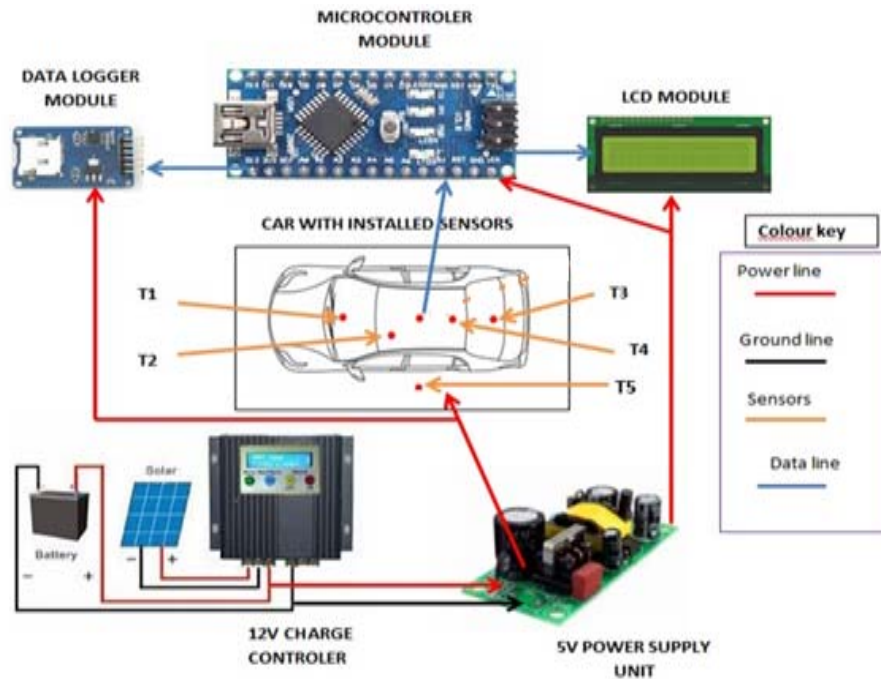 MICROCONTROLER
MODULE
DATA LOGGER
MODULE
LCD MODULE
CAR WITH INSTALLED SENSORS
Colour key
Power line
Ground line
Sensors
Data line
T1
T2
T3
T4
T5
Solar
Battery
12V CHARGE
CONTROLER
5V POWER SUPPLY
UNIT